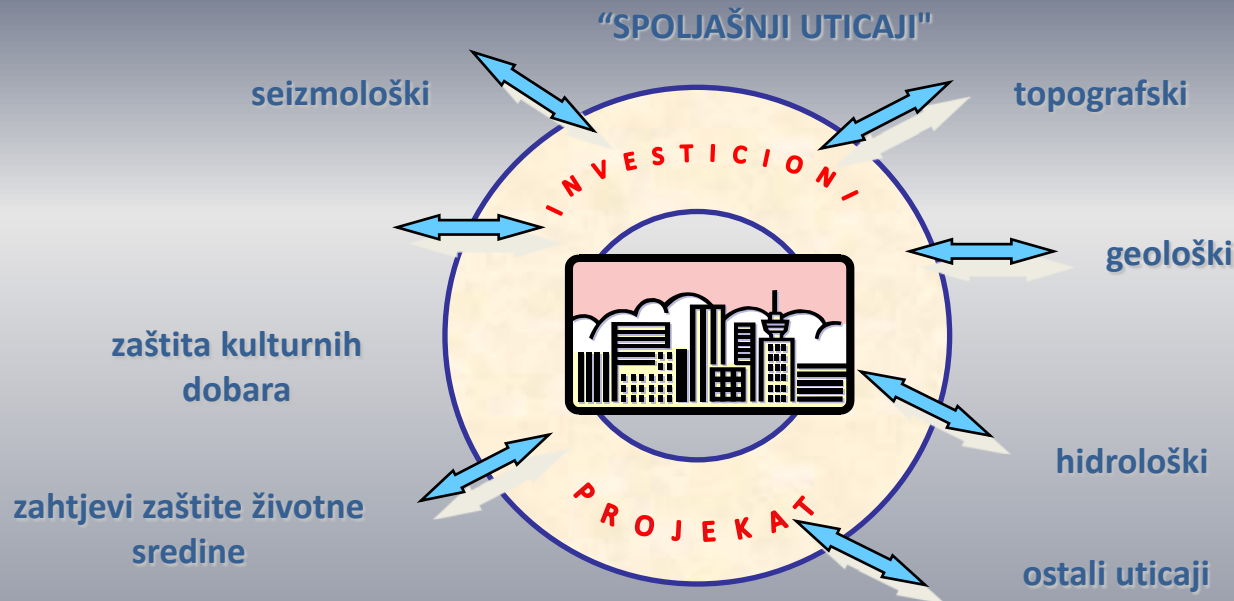 “SPOLJAŠNJI UTICAJI"
seizmološki
topografski
INVESTICIONI
geološki
zaštita kulturnih
dobara
hidrološki
zahtjevi zaštite životne
sredine
PROJEKAT
ostali uticaji